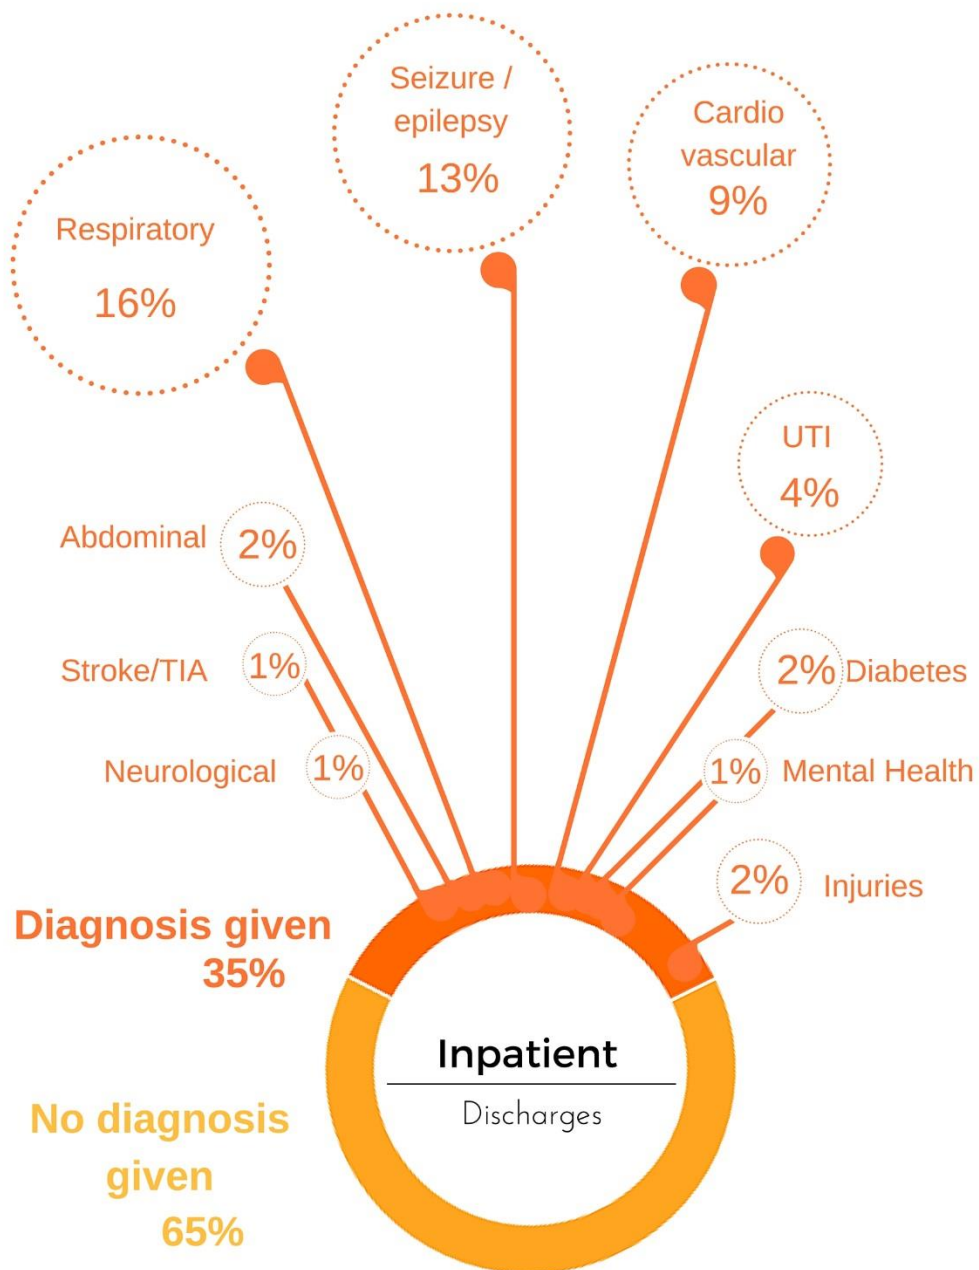 Seizure /
epilepsy
13%
Cardio
vascular
9%
Respiratory
16%
UTI
4%
Abdominal 2%
Stroke/TIA 1%
2% Diabetes
Neurological 1%
1% Mental Health
2% Injuries
Diagnosis given
35%
Inpatient
Discharges
No diagnosis
given
65%